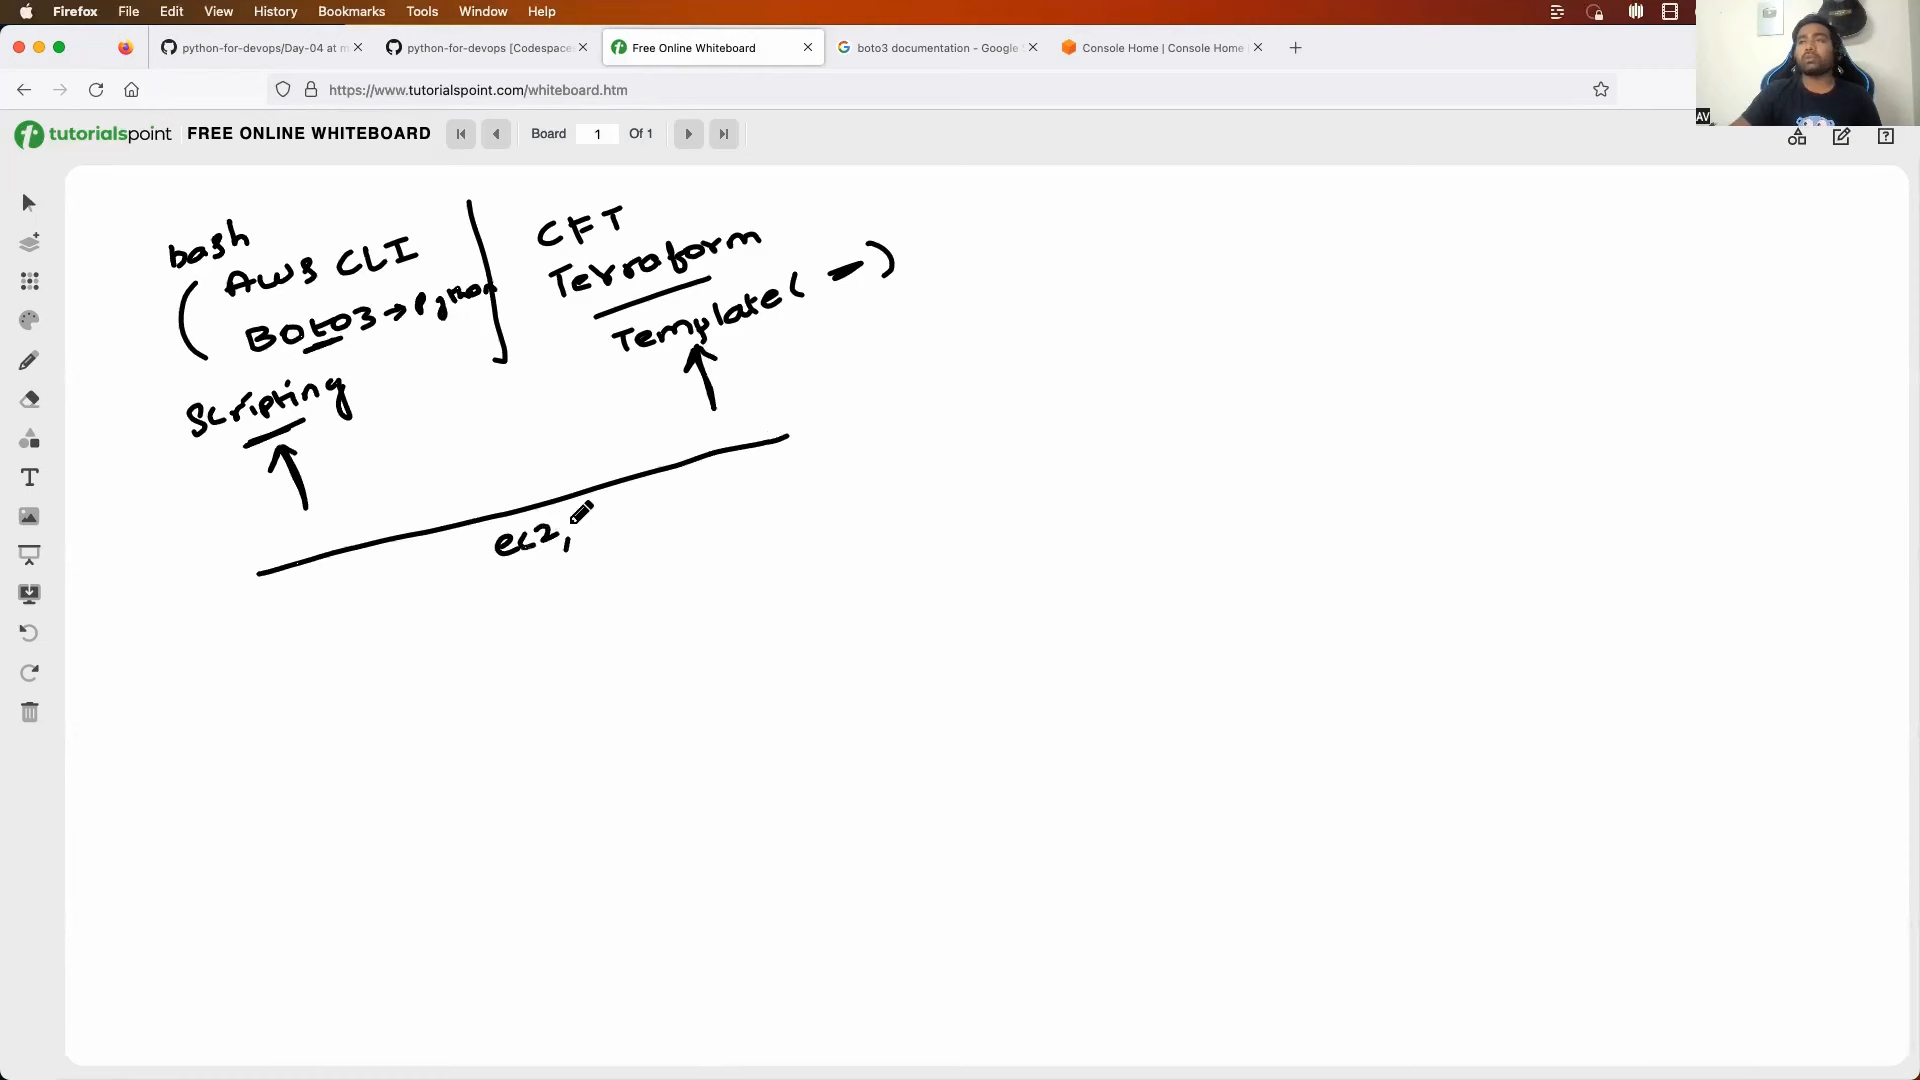 Firefox File Edit View History Bookmarks Tools Window Help
python-for-devops/Day-04 at m
python-for-devops [Codespace
Free Online Whiteboard
boto3 documentation - Google
Console Home | Console Home
https://www.tutorialspoint.com/whiteboard.htm
tutorialspoint FREE ONLINE WHITEBOARD Board 1 Of 1
AV
bash
AWS CLI
Boto3 → Python
Scripting
CFT
Terraform
Template( - )
ec2,